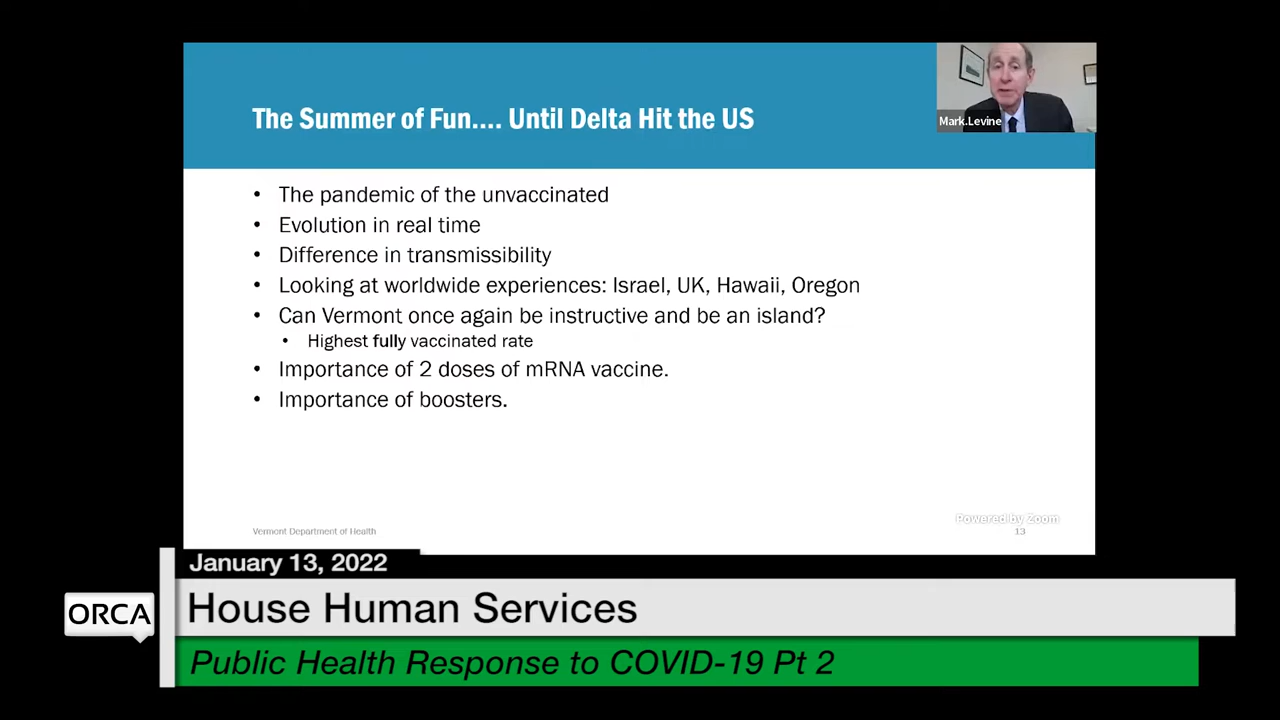 The Summer of Fun.... Until Delta Hit the US
Mark.Levine
• The pandemic of the unvaccinated
• Evolution in real time
• Difference in transmissibility
• Looking at worldwide experiences: Israel, UK, Hawaii, Oregon
• Can Vermont once again be instructive and be an island?
• Highest fully vaccinated rate
• Importance of 2 doses of mRNA vaccine.
• Importance of boosters.
Powered by Zoom
Vermont Department of Health
13
January 13, 2022
ORCA
House Human Services
Public Health Response to COVID-19 Pt 2